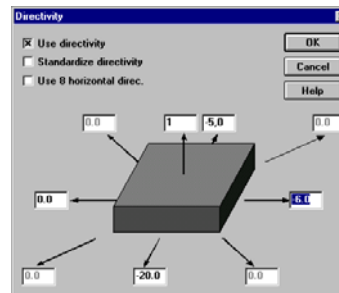 Directivity
Use directivity
OK
Standardize directivity
Cancel
Use 8 horizontal direc.
Help
0.0
1
-5,0
0.0
0.0
-6.0
0.0
-20.0
0.0